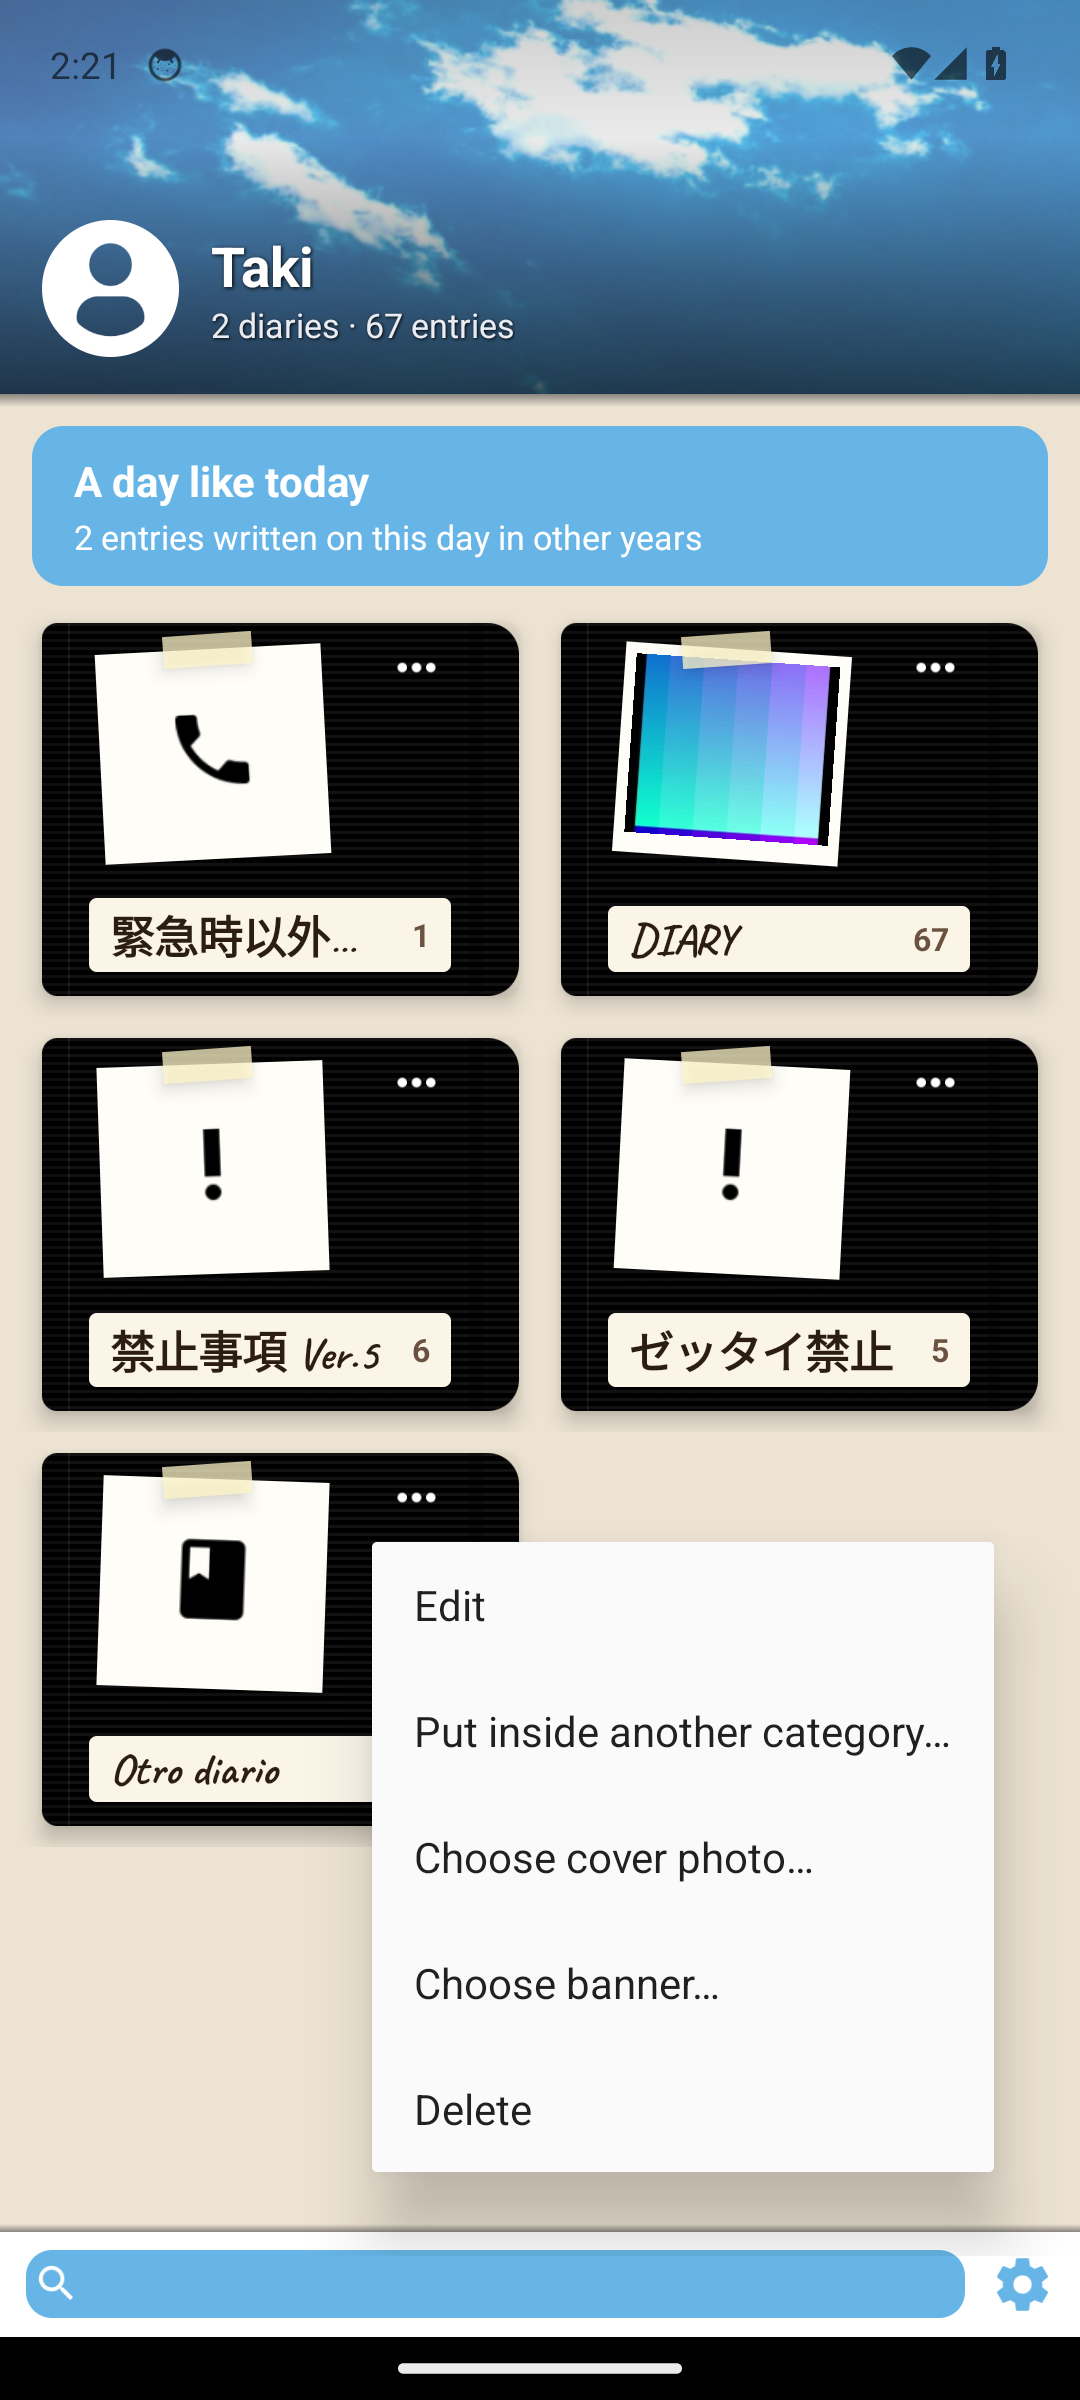 2:21
Taki
2 diaries · 67 entries
A day like today
2 entries written on this day in other years
緊急時以外... 1
DIARY 67
禁止事項 Ver.5 6
ゼッタイ禁止 5
Otro diario
Edit
Put inside another category...
Choose cover photo...
Choose banner...
Delete